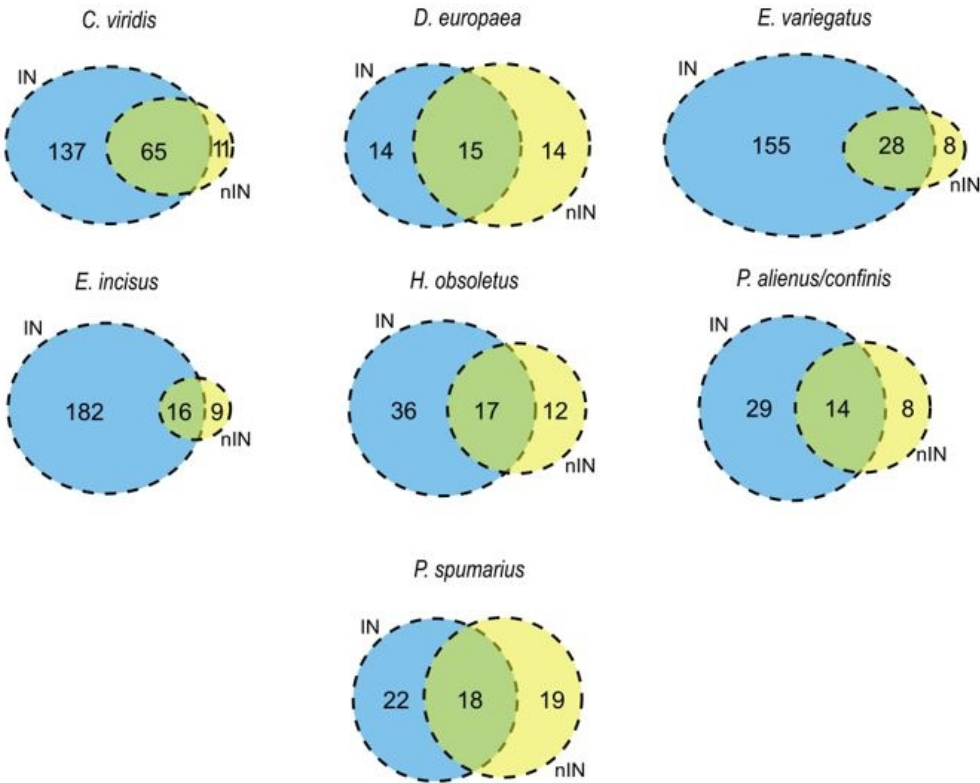 C. viridis
D. europaea
E. variegatus
IN
137
65
11
nIN
IN
14
15
14
nIN
IN
155
28
8
nIN
E. incisus
H. obsoletus
P. alienus/confinis
IN
182
16
9
nIN
IN
36
17
12
nIN
IN
29
14
8
nIN
P. spumarius
IN
22
18
19
nIN